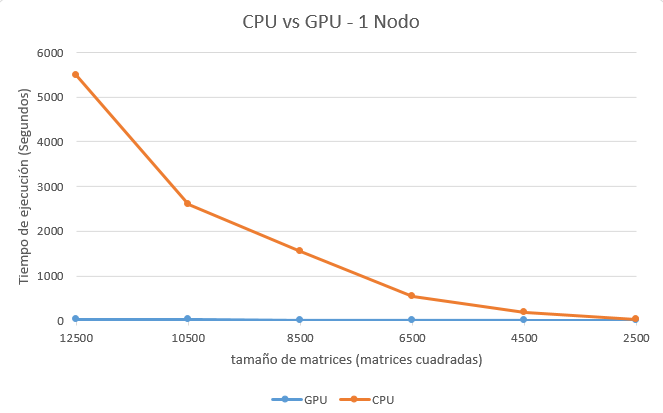 CPU vs GPU - 1 Nodo
Tiempo de ejecución (Segundos)
6000
5000
4000
3000
2000
1000
0
12500 10500 8500 6500 4500 2500
tamaño de matrices (matrices cuadradas)
GPU CPU